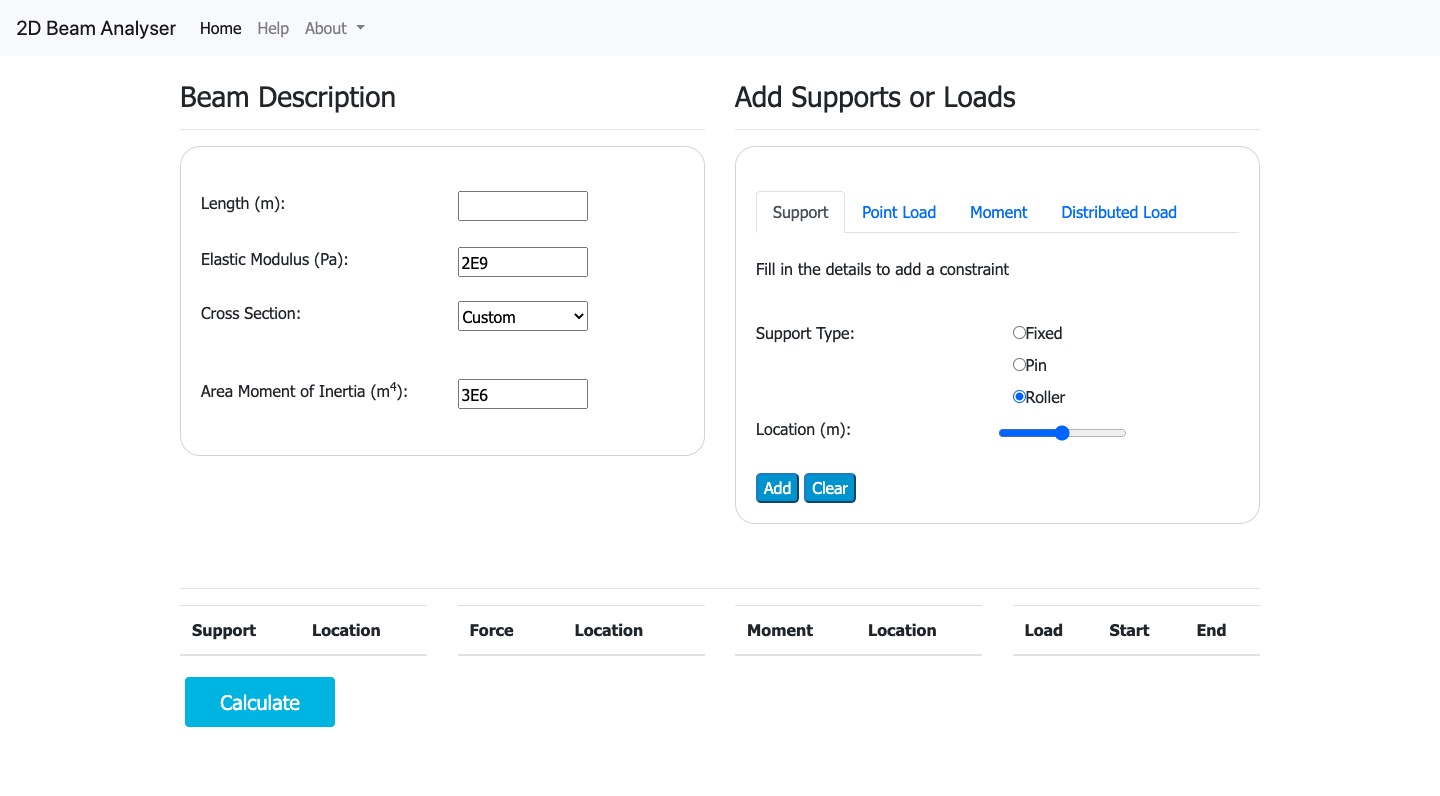 2D Beam Analyser Home Help About
Beam Description
Length (m):
Elastic Modulus (Pa): 2E9
Cross Section: Custom
Area Moment of Inertia (m⁴): 3E6
Add Supports or Loads
Support Point Load Moment Distributed Load
Fill in the details to add a constraint
Support Type: Fixed
Pin
Roller
Location (m):
Add Clear
Support Location Force Location Moment Location Load Start End
Calculate